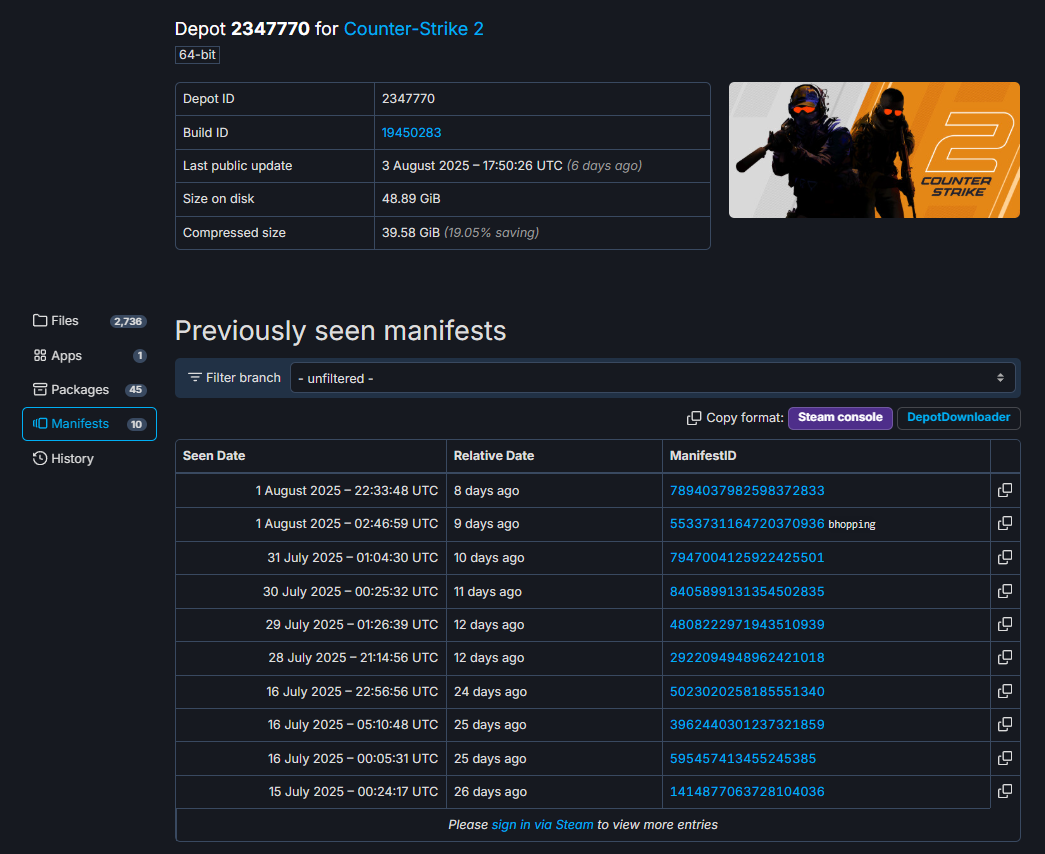 Depot 2347770 for Counter-Strike 2
64-bit
Depot ID 2347770
Build ID 19450283
Last public update 3 August 2025 – 17:50:26 UTC (6 days ago)
Size on disk 48.89 GiB
Compressed size 39.58 GiB (19.05% saving)
2
COUNTER
STRIKE
Files 2,736
Apps 1
Packages 45
Manifests 10
History
Previously seen manifests
Filter branch - unfiltered -
Copy format: Steam console DepotDownloader
Seen Date Relative Date ManifestID
1 August 2025 – 22:33:48 UTC 8 days ago 7894037982598372833
1 August 2025 – 02:46:59 UTC 9 days ago 5533731164720370936 bhopping
31 July 2025 – 01:04:30 UTC 10 days ago 7947004125922425501
30 July 2025 – 00:25:32 UTC 11 days ago 8405899131354502835
29 July 2025 – 01:26:39 UTC 12 days ago 4808222971943510939
28 July 2025 – 21:14:56 UTC 12 days ago 2922094948962421018
16 July 2025 – 22:56:56 UTC 24 days ago 5023020258185551340
16 July 2025 – 05:10:48 UTC 25 days ago 3962440301237321859
16 July 2025 – 00:05:31 UTC 25 days ago 595457413455245385
15 July 2025 – 00:24:17 UTC 26 days ago 1414877063728104036
Please sign in via Steam to view more entries